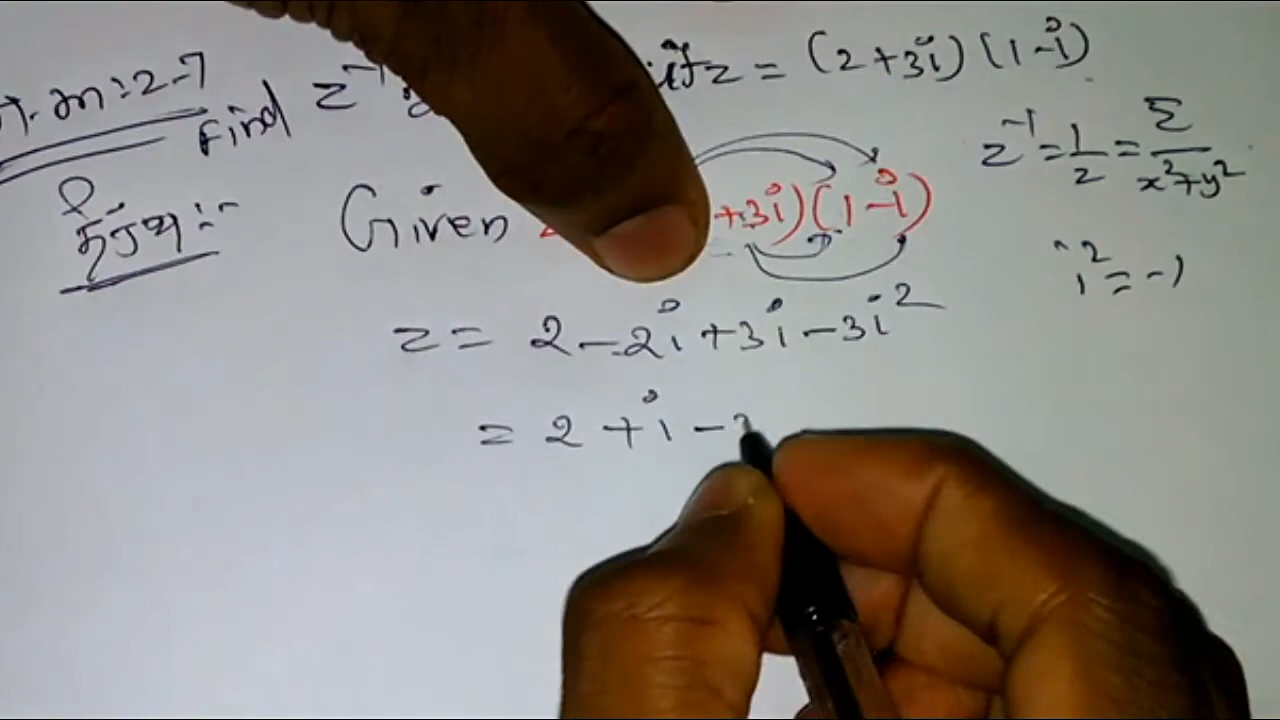 Find z⁻¹ if z = (2+3i)(1-i)
z⁻¹ = 1/z = z̄/x²+y²
தீர்வு:-
Given +3i)(1-i)
i² = -1
z = 2-2i+3i-3i²
= 2+i-